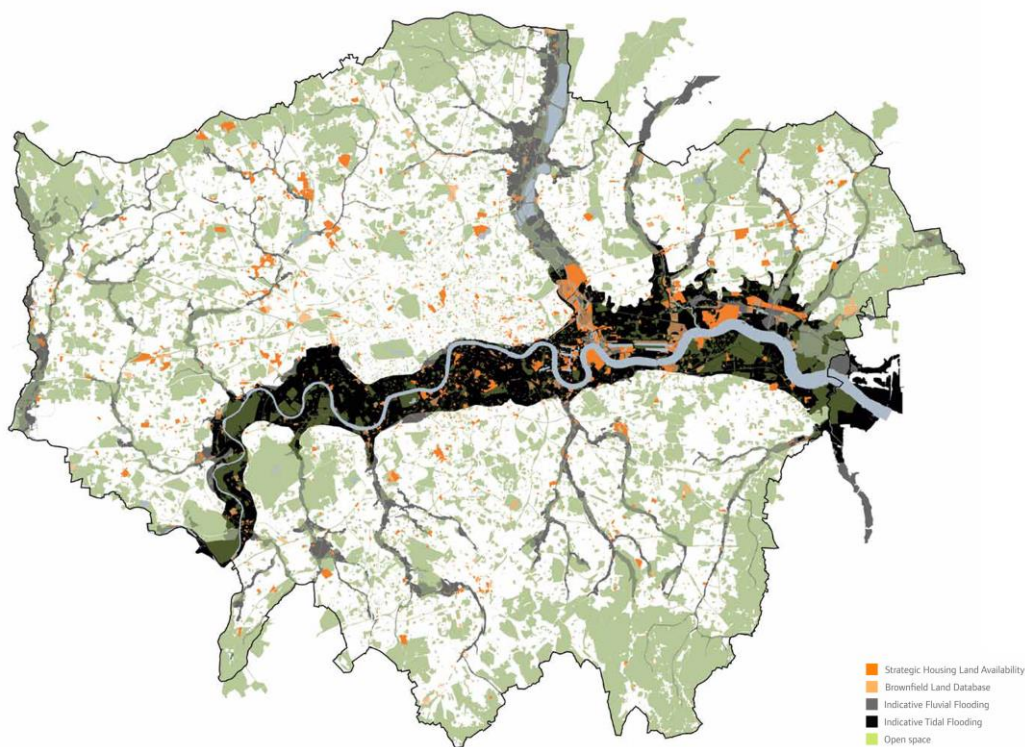 Strategic Housing Land Availability
Brownfield Land Database
Indicative Fluvial Flooding
Indicative Tidal Flooding
Open space